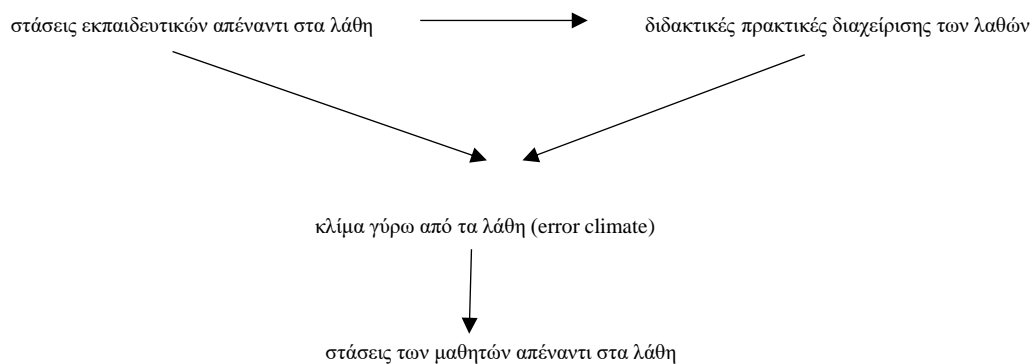 στάσεις εκπαιδευτικών απέναντι στα λάθη
διδακτικές πρακτικές διαχείρισης των λαθών
κλίμα γύρω από τα λάθη (error climate)
στάσεις των μαθητών απέναντι στα λάθη